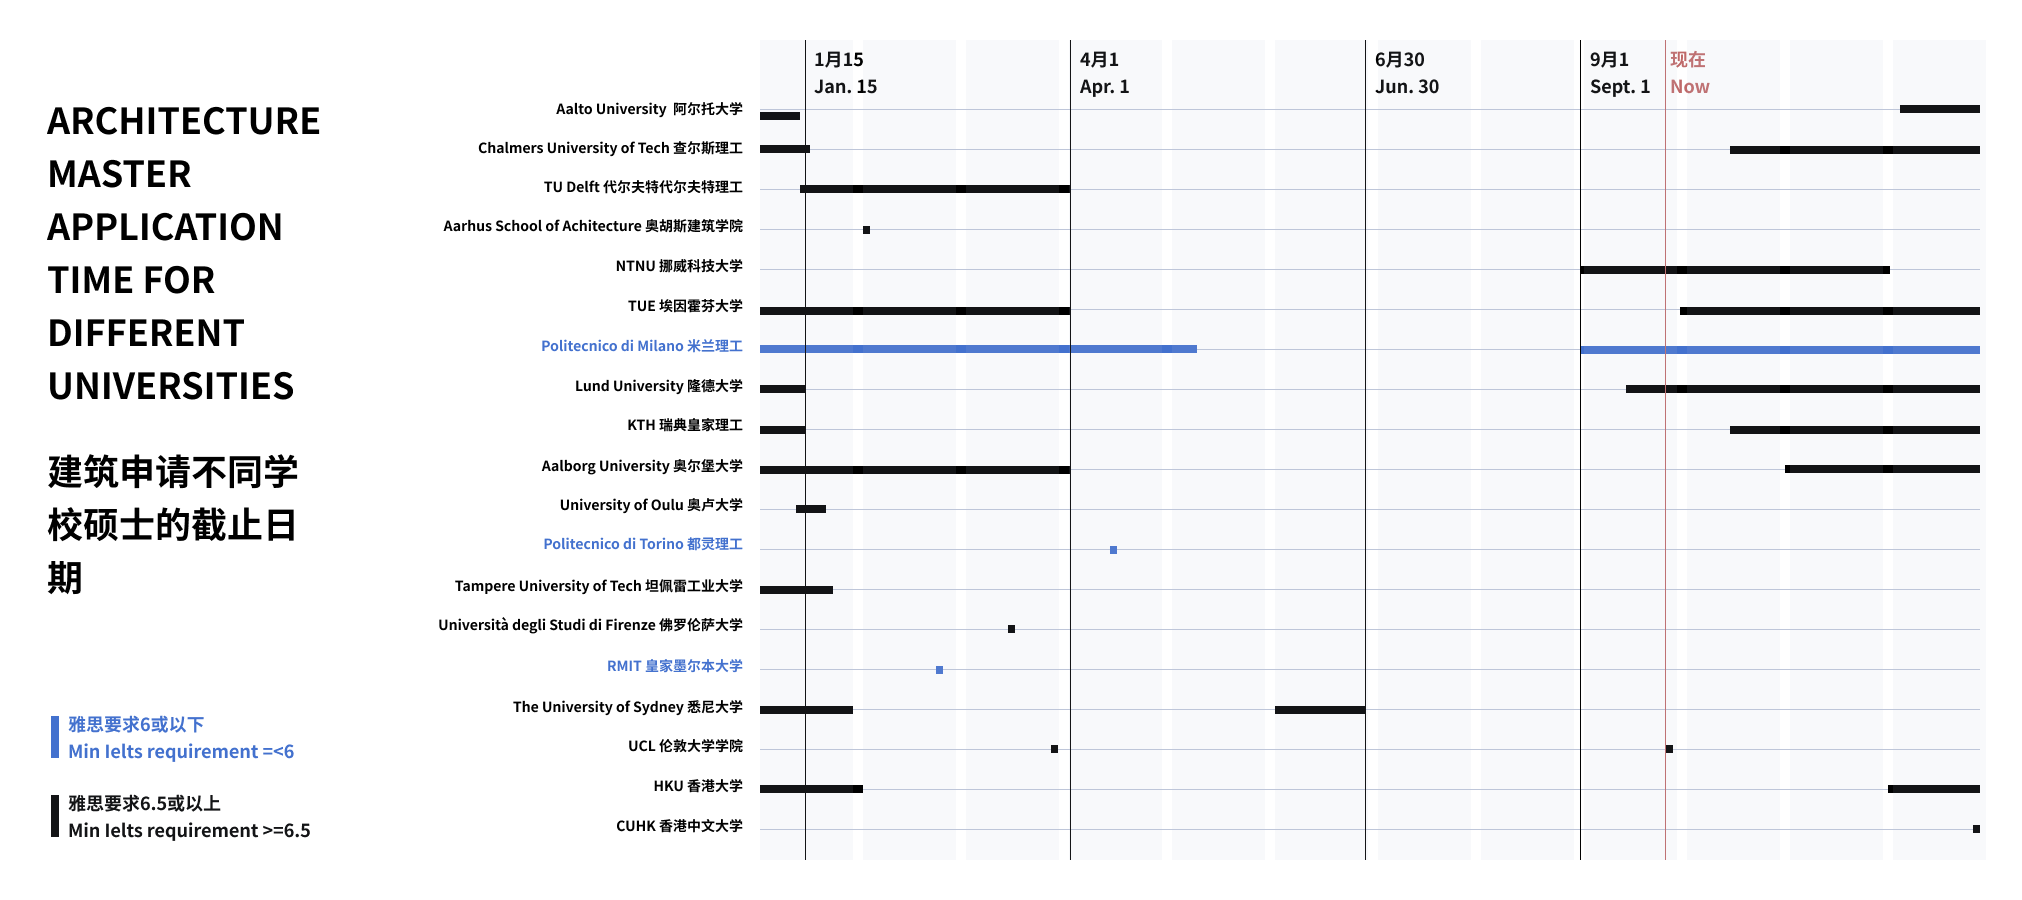 ARCHITECTURE
MASTER
APPLICATION
TIME FOR
DIFFERENT
UNIVERSITIES
建筑申请不同学
校硕士的截止日
期
雅思要求6或以下
Min Ielts requirement =<6
雅思要求6.5或以上
Min Ielts requirement >=6.5
1月15
Jan. 15
4月1
Apr. 1
6月30
Jun. 30
9月1
Sept. 1
现在
Now
Aalto University 阿尔托大学
Chalmers University of Tech 查尔斯理工
TU Delft 代尔夫特代尔夫特理工
Aarhus School of Achitecture 奥胡斯建筑学院
NTNU 挪威科技大学
TUE 埃因霍芬大学
Politecnico di Milano 米兰理工
Lund University 隆德大学
KTH 瑞典皇家理工
Aalborg University 奥尔堡大学
University of Oulu 奥卢大学
Politecnico di Torino 都灵理工
Tampere University of Tech 坦佩雷工业大学
Università degli Studi di Firenze 佛罗伦萨大学
RMIT 皇家墨尔本大学
The University of Sydney 悉尼大学
UCL 伦敦大学学院
HKU 香港大学
CUHK 香港中文大学